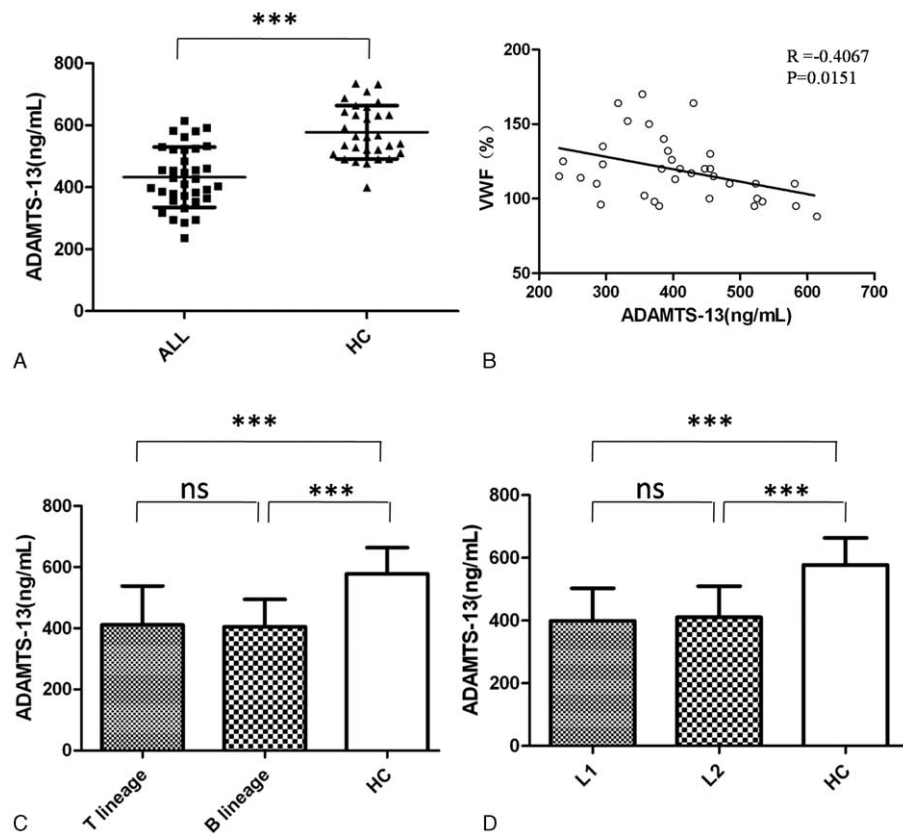 ***
800
600
400
200
0
ADAMTS-13(ng/mL)
ALL
HC
A
R =-0.4067
P=0.0151
200
150
100
50
VWF (%)
200 300 400 500 600 700
ADAMTS-13(ng/mL)
B
***
ns ***
800
600
400
200
0
ADAMTS-13(ng/mL)
T lineage
B lineage
HC
C
***
ns ***
800
600
400
200
0
ADAMTS-13(ng/mL)
L1
L2
HC
D